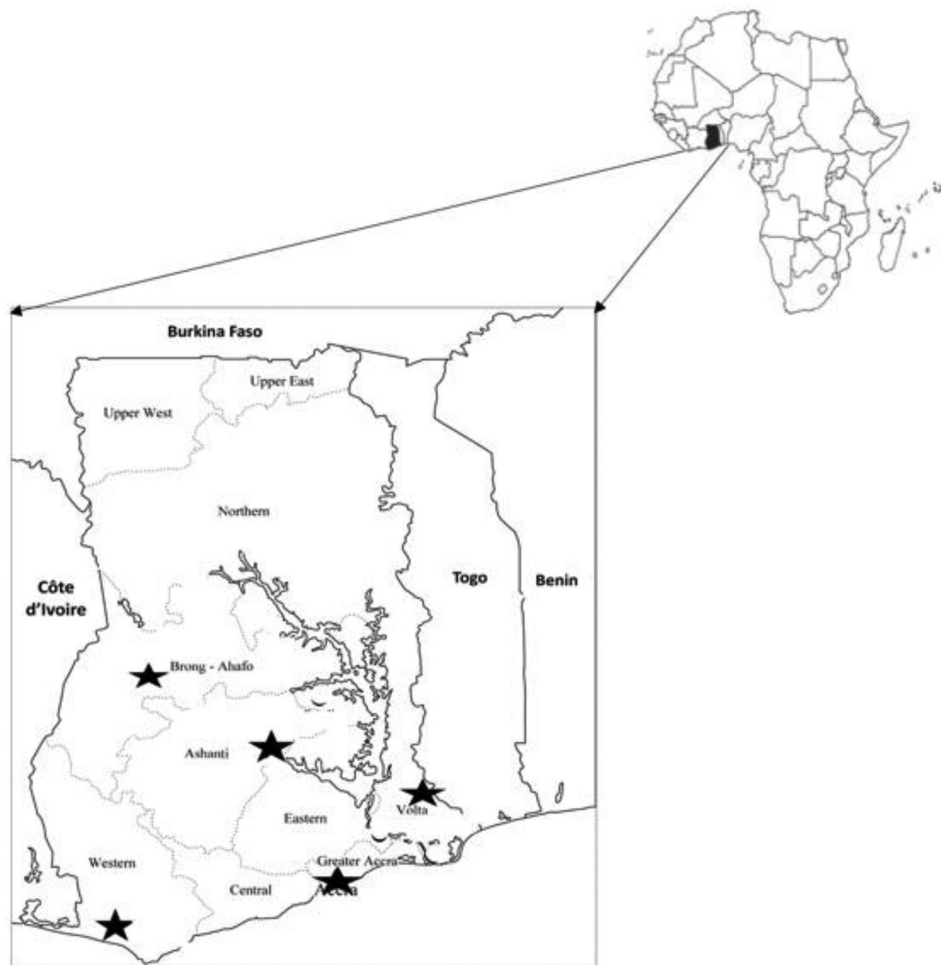 Burkina Faso
Upper East
Upper West
Northern
Côte
d'Ivoire
Togo
Benin
Brong - Ahafo
Ashanti
Volta
Eastern
Western
Greater Accra
Central
Accra